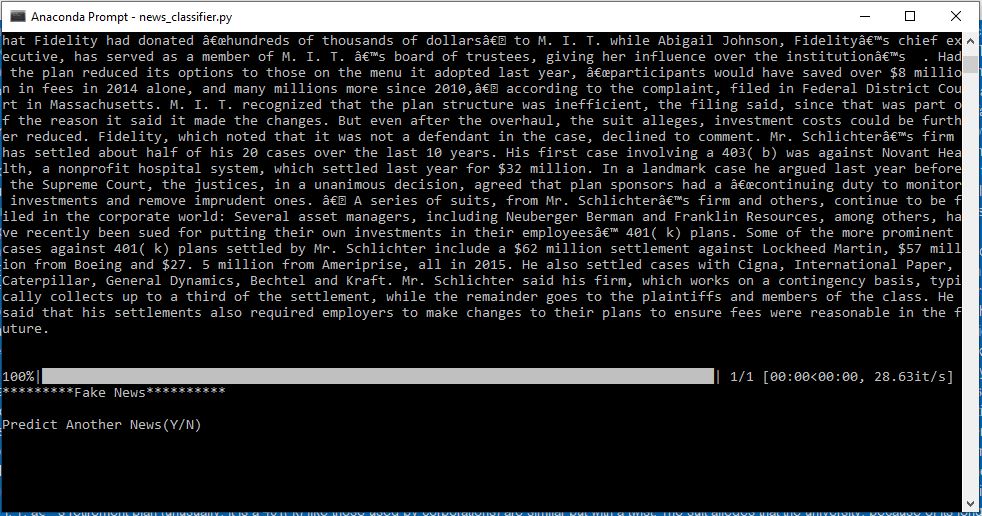 Anaconda Prompt - news_classifier.py
hat Fidelity had donated â€œhundreds of thousands of dollarsâ€� to M. I. T. while Abigail Johnson, Fidelityâ€™s chief ex
ecutive, has served as a member of M. I. T. â€™s board of trustees, giving her influence over the institutionâ€™s  . Had
 the plan reduced its options to those on the menu it adopted last year, â€œparticipants would have saved over $8 millio
n in fees in 2014 alone, and many millions more since 2010,â€� according to the complaint, filed in Federal District Cou
rt in Massachusetts. M. I. T. recognized that the plan structure was inefficient, the filing said, since that was part o
f the reason it said it made the changes. But even after the overhaul, the suit alleges, investment costs could be furth
er reduced. Fidelity, which noted that it was not a defendant in the case, declined to comment. Mr. Schlichterâ€™s firm
has settled about half of his 20 cases over the last 10 years. His first case involving a 403( b) was against Novant Hea
lth, a nonprofit hospital system, which settled last year for $32 million. In a landmark case he argued last year before
 the Supreme Court, the justices, in a unanimous decision, agreed that plan sponsors had a â€œcontinuing duty to monitor
 investments and remove imprudent ones. â€� A series of suits, from Mr. Schlichterâ€™s firm and others, continue to be f
iled in the corporate world: Several asset managers, including Neuberger Berman and Franklin Resources, among others, ha
ve recently been sued for putting their own investments in their employeesâ€™ 401( k) plans. Some of the more prominent
cases against 401( k) plans settled by Mr. Schlichter include a $62 million settlement against Lockheed Martin, $57 mill
ion from Boeing and $27. 5 million from Ameriprise, all in 2015. He also settled cases with Cigna, International Paper,
Caterpillar, General Dynamics, Bechtel and Kraft. Mr. Schlichter said his firm, which works on a contingency basis, typi
cally collects up to a third of the settlement, while the remainder goes to the plaintiffs and members of the class. He
said that his settlements also required employers to make changes to their plans to ensure fees were reasonable in the f
uture.
100%| | 1/1 [00:00<00:00, 28.63it/s]
*********Fake News**********
Predict Another News(Y/N)